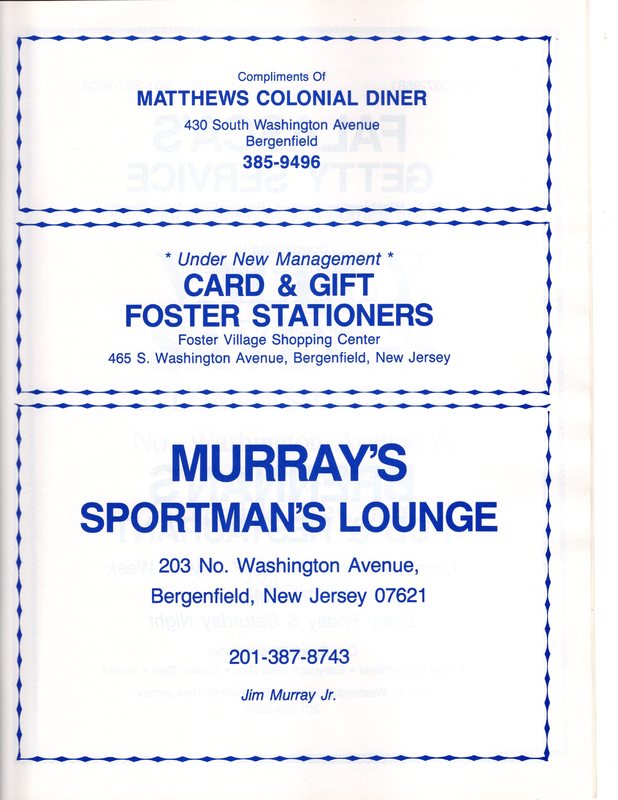 Compliments Of
MATTHEWS COLONIAL DINER
430 South Washington Avenue
Bergenfield
385-9496
* Under New Management *
CARD & GIFT
FOSTER STATIONERS
Foster Village Shopping Center
465 S. Washington Avenue, Bergenfield, New Jersey
MURRAY'S
SPORTMAN'S LOUNGE
203 No. Washington Avenue,
Bergenfield, New Jersey 07621
201-387-8743
Jim Murray Jr.